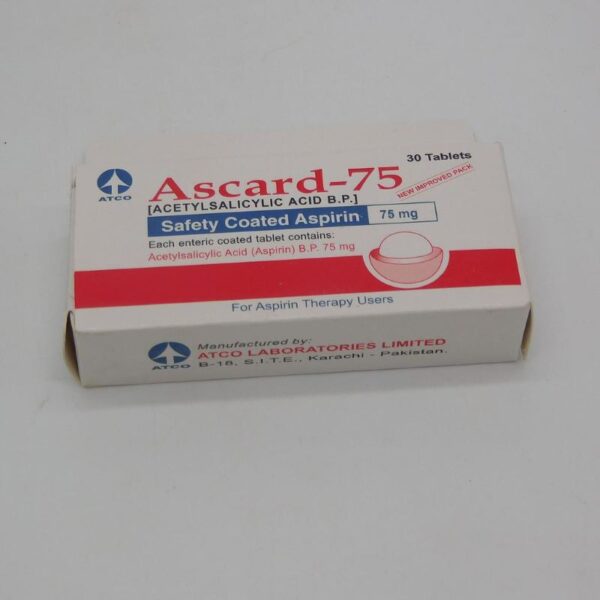 30 Tablets
ATCO
Ascard-75
NEW IMPROVED PACK
[ACETYLSALICYLIC ACID B.P.]
Safety Coated Aspirin 75 mg
Each enteric coated tablet contains:
Acetylsalicylic Acid (Aspirin) B.P. 75 mg
For Aspirin Therapy Users
ATCO
Manufactured by:
ATCO LABORATORIES LIMITED
B-18, S.I.T.E., Karachi - Pakistan.